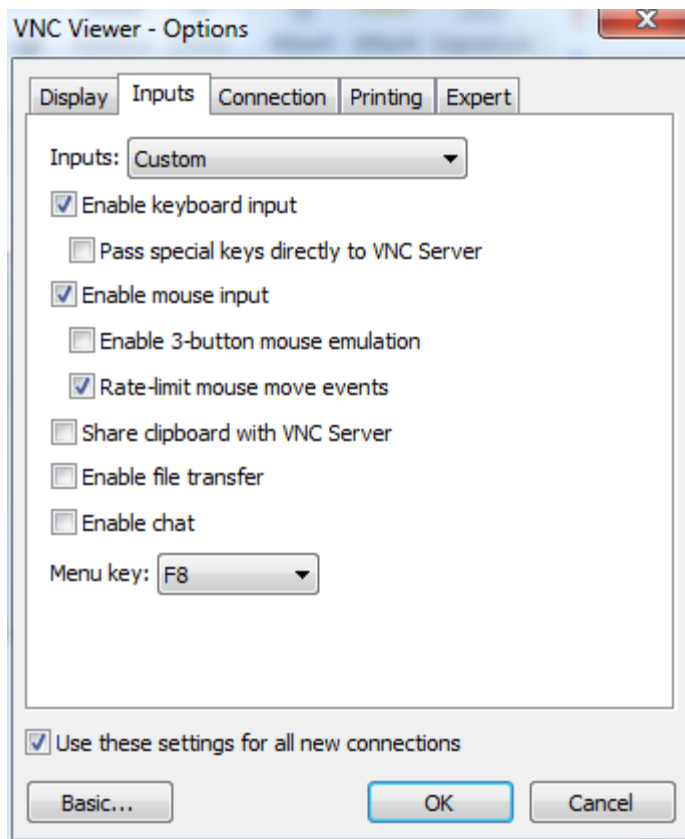 VNC Viewer - Options
Display Inputs Connection Printing Expert
Inputs: Custom
Enable keyboard input
Pass special keys directly to VNC Server
Enable mouse input
Enable 3-button mouse emulation
Rate-limit mouse move events
Share clipboard with VNC Server
Enable file transfer
Enable chat
Menu key: F8
Use these settings for all new connections
Basic... OK Cancel